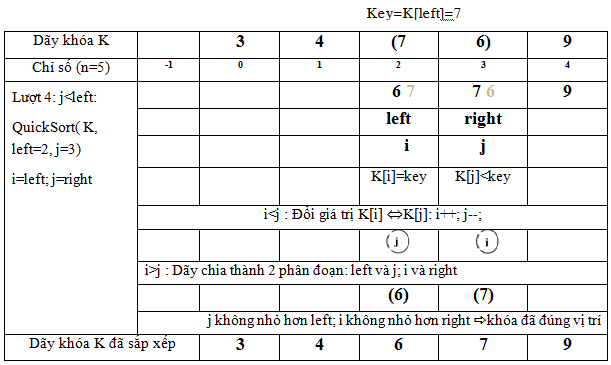 Key=K[left]=7
Dãy khóa K 3 4 (7 6) 9
Chỉ số (n=5) -1 0 1 2 3 4
Lượt 4: j<left: 6 7 7 6 9
QuickSort( K, left right
left=2, j=3) i j
i=left; j=right K[i]=key K[j]<key
i<j : Đổi giá trị K[i] ⇔K[j]: i++; j--;
j i
i>j : Dãy chia thành 2 phân đoạn: left và j; i và right
(6) (7)
j không nhỏ hơn left; i không nhỏ hơn right ⇨khóa đã đúng vị trí
Dãy khóa K đã sắp xếp 3 4 6 7 9